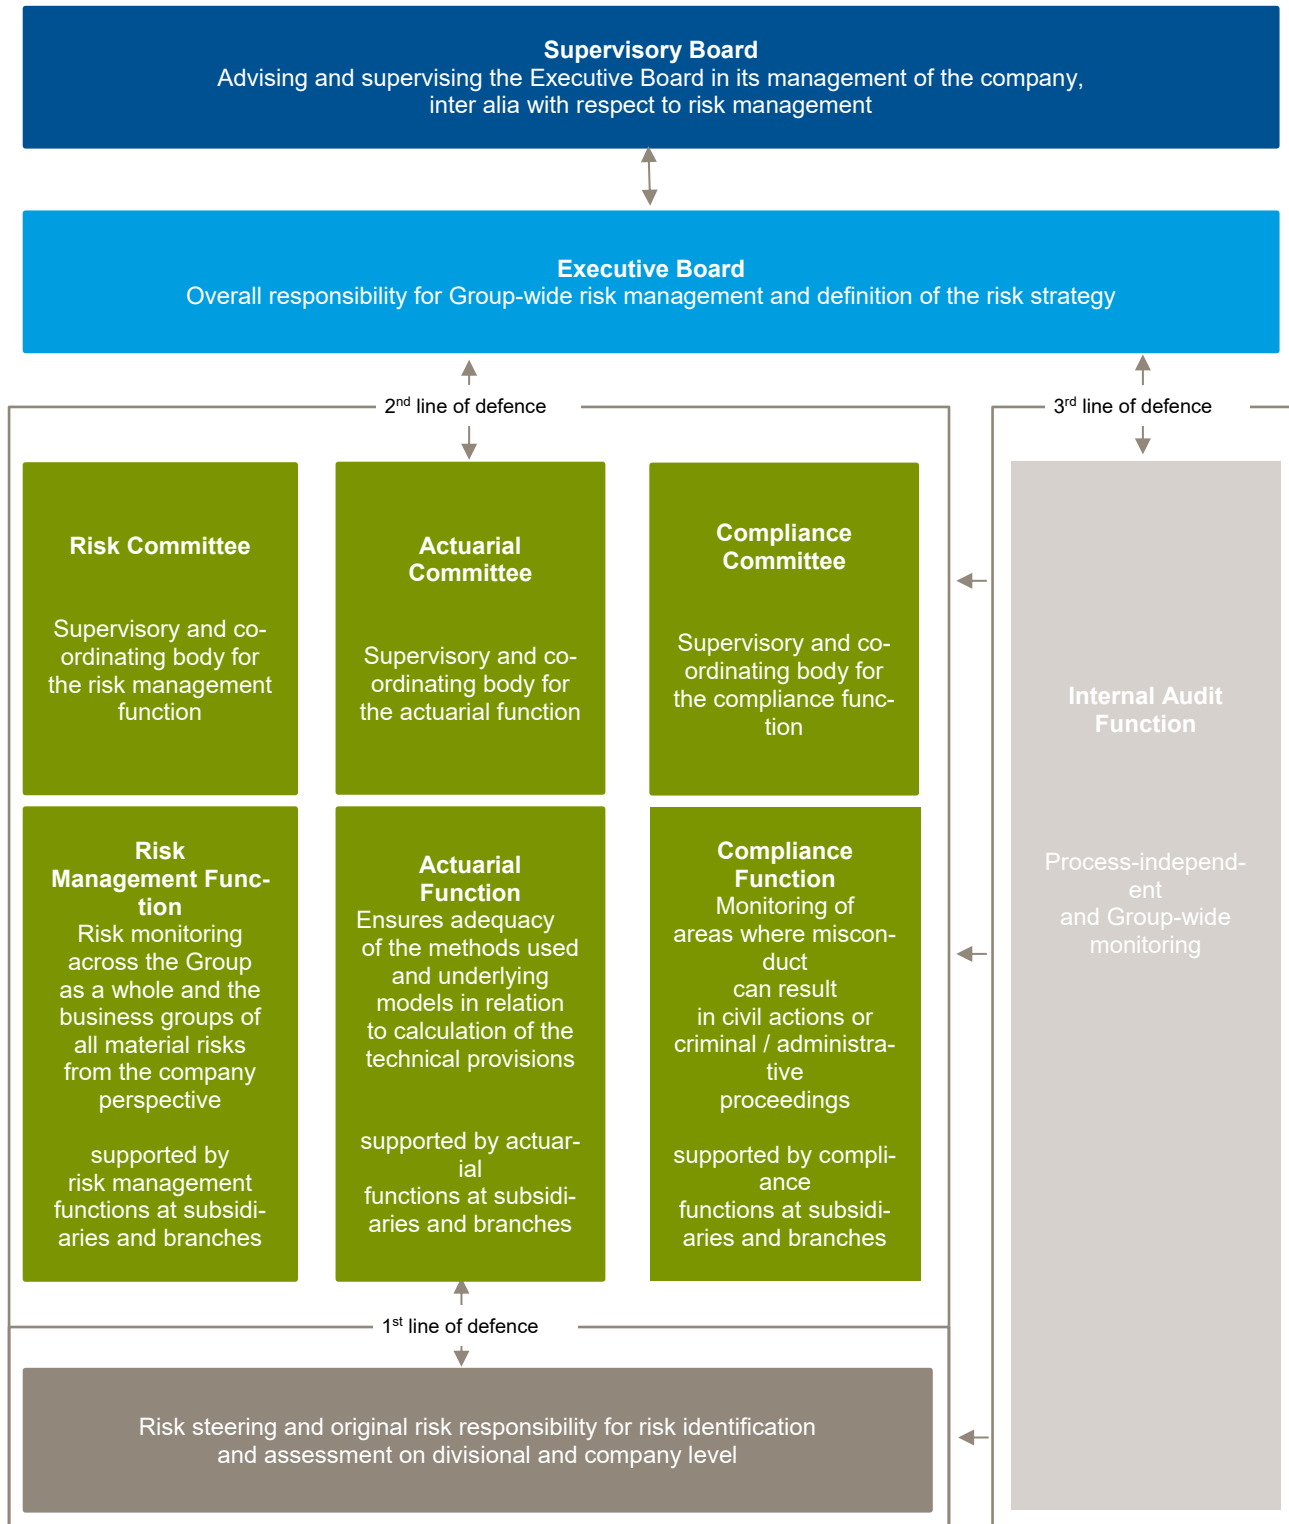 Supervisory Board
Advising and supervising the Executive Board in its management of the company,
inter alia with respect to risk management
Executive Board
Overall responsibility for Group-wide risk management and definition of the risk strategy
2nd line of defence
3rd line of defence
Risk Committee
Supervisory and co-
ordinating body for
the risk management
function
Actuarial
Committee
Supervisory and co-
ordinating body for
the actuarial function
Compliance
Committee
Supervisory and co-
ordinating body for
the compliance func-
tion
Internal Audit
Function
Process-independ-
ent
and Group-wide
monitoring
Risk
Management Func-
tion
Risk monitoring
across the Group
as a whole and the
business groups of
all material risks
from the company
perspective
supported by
risk management
functions at subsidi-
aries and branches
Actuarial
Function
Ensures adequacy
of the methods used
and underlying
models in relation
to calculation of the
technical provisions
supported by actuar-
ial
functions at subsidi-
aries and branches
Compliance
Function
Monitoring of
areas where miscon-
duct
can result
in civil actions or
criminal / administra-
tive
proceedings
supported by compli-
ance
functions at subsidi-
aries and branches
1st line of defence
Risk steering and original risk responsibility for risk identification
and assessment on divisional and company level